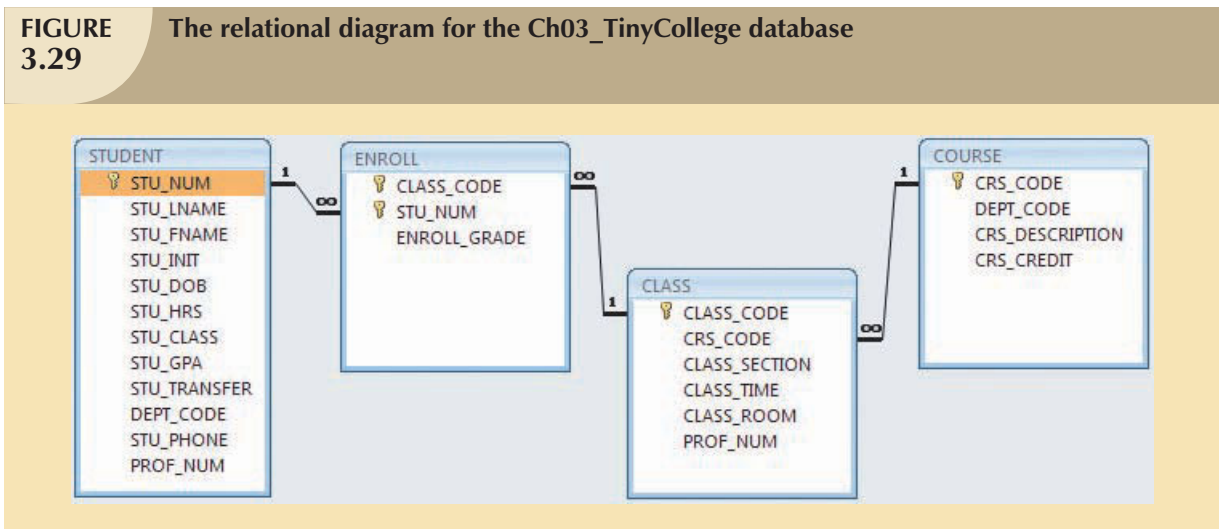 FIGURE
3.29
The relational diagram for the Ch03_TinyCollege database
STUDENT
STU_NUM
STU_LNAME
STU_FNAME
STU_INIT
STU_DOB
STU_HRS
STU_CLASS
STU_GPA
STU_TRANSFER
DEPT_CODE
STU_PHONE
PROF_NUM
1
∞
ENROLL
CLASS_CODE
STU_NUM
ENROLL_GRADE
∞
1
CLASS
CLASS_CODE
CRS_CODE
CLASS_SECTION
CLASS_TIME
CLASS_ROOM
PROF_NUM
∞
1
COURSE
CRS_CODE
DEPT_CODE
CRS_DESCRIPTION
CRS_CREDIT